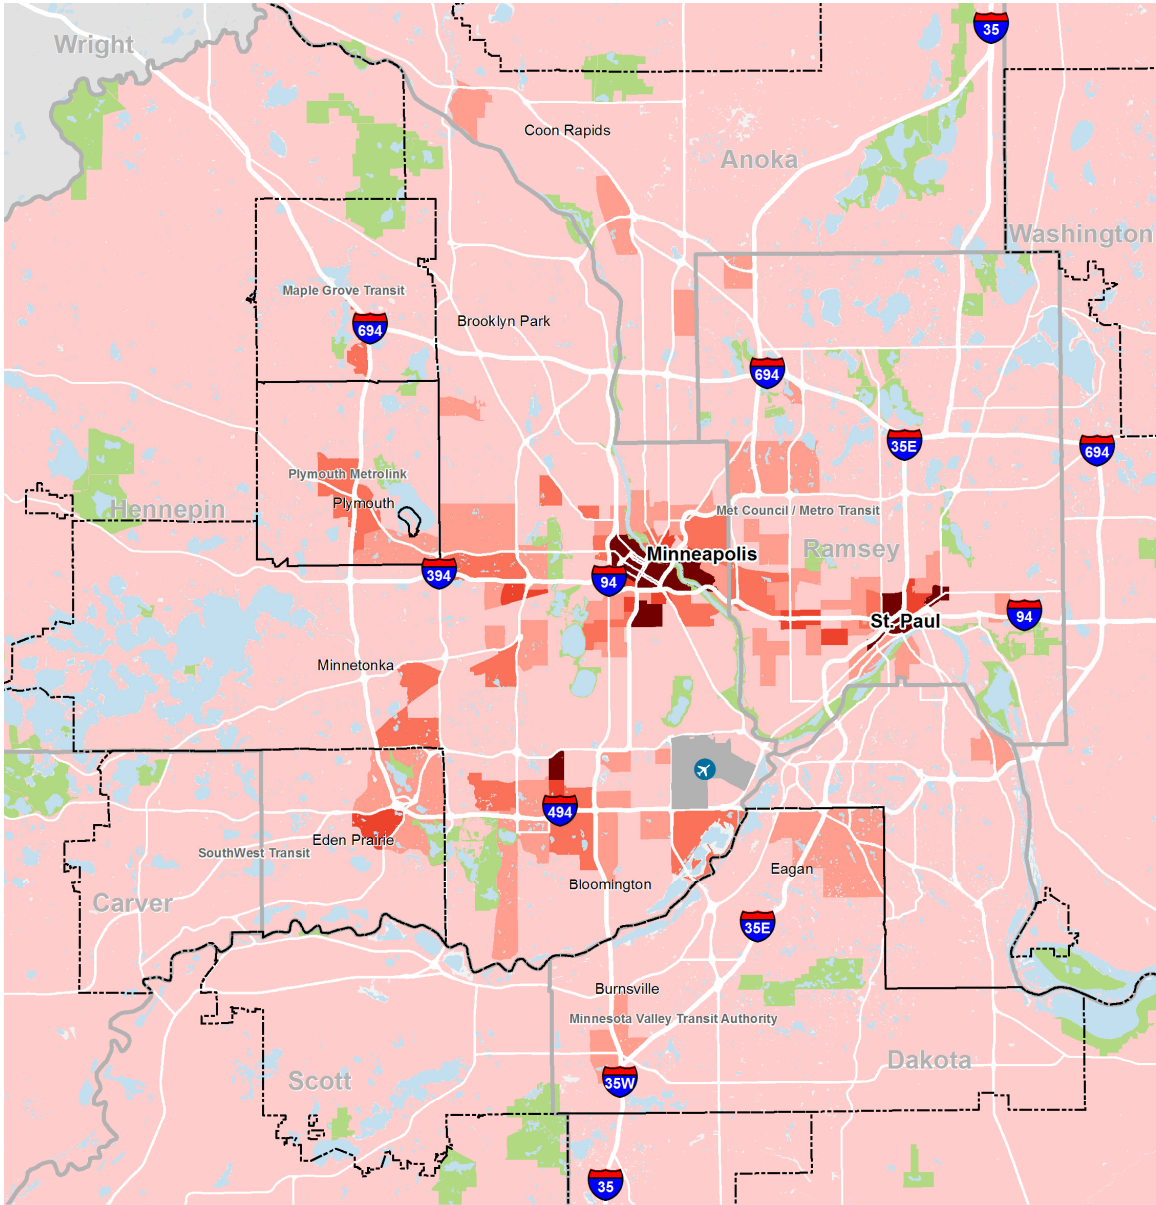 35
Wright
Coon Rapids
Anoka
Washington
Maple Grove Transit
694
Brooklyn Park
694
35E
694
Plymouth Metrolink
Plymouth
Hennepin
Met Council / Metro Transit
Ramsey
Minneapolis
394
94
94
St. Paul
Minnetonka
494
Eden Prairie
SouthWest Transit
Eagan
Bloomington
Carver
35E
Burnsville
Minnesota Valley Transit Authority
Dakota
Scott
35W
35